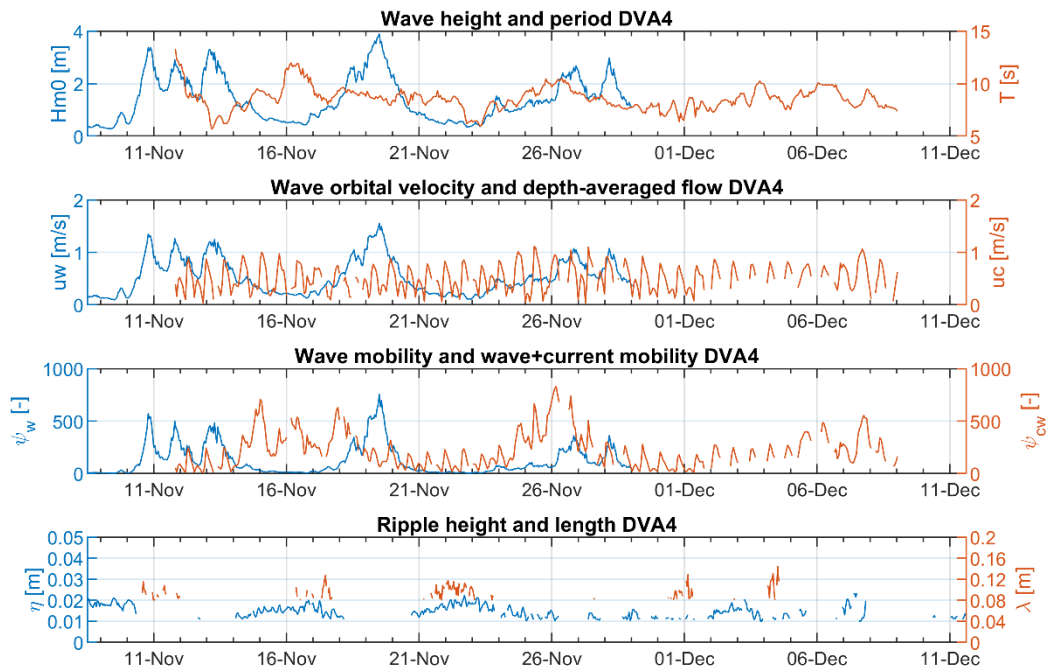 Wave height and period DVA4
4
2
0
Hm0 [m]
15
10
5
T [s]
11-Nov 16-Nov 21-Nov 26-Nov 01-Dec 06-Dec 11-Dec
Wave orbital velocity and depth-averaged flow DVA4
2
1
0
uw [m/s]
2
1
0
uc [m/s]
11-Nov 16-Nov 21-Nov 26-Nov 01-Dec 06-Dec 11-Dec
Wave mobility and wave+current mobility DVA4
1000
500
0
ψw [-]
1000
500
0
ψcw [-]
11-Nov 16-Nov 21-Nov 26-Nov 01-Dec 06-Dec 11-Dec
Ripple height and length DVA4
0.05
0.04
0.03
0.02
0.01
0
η [m]
0.2
0.16
0.12
0.08
0.04
0
λ [m]
11-Nov 16-Nov 21-Nov 26-Nov 01-Dec 06-Dec 11-Dec